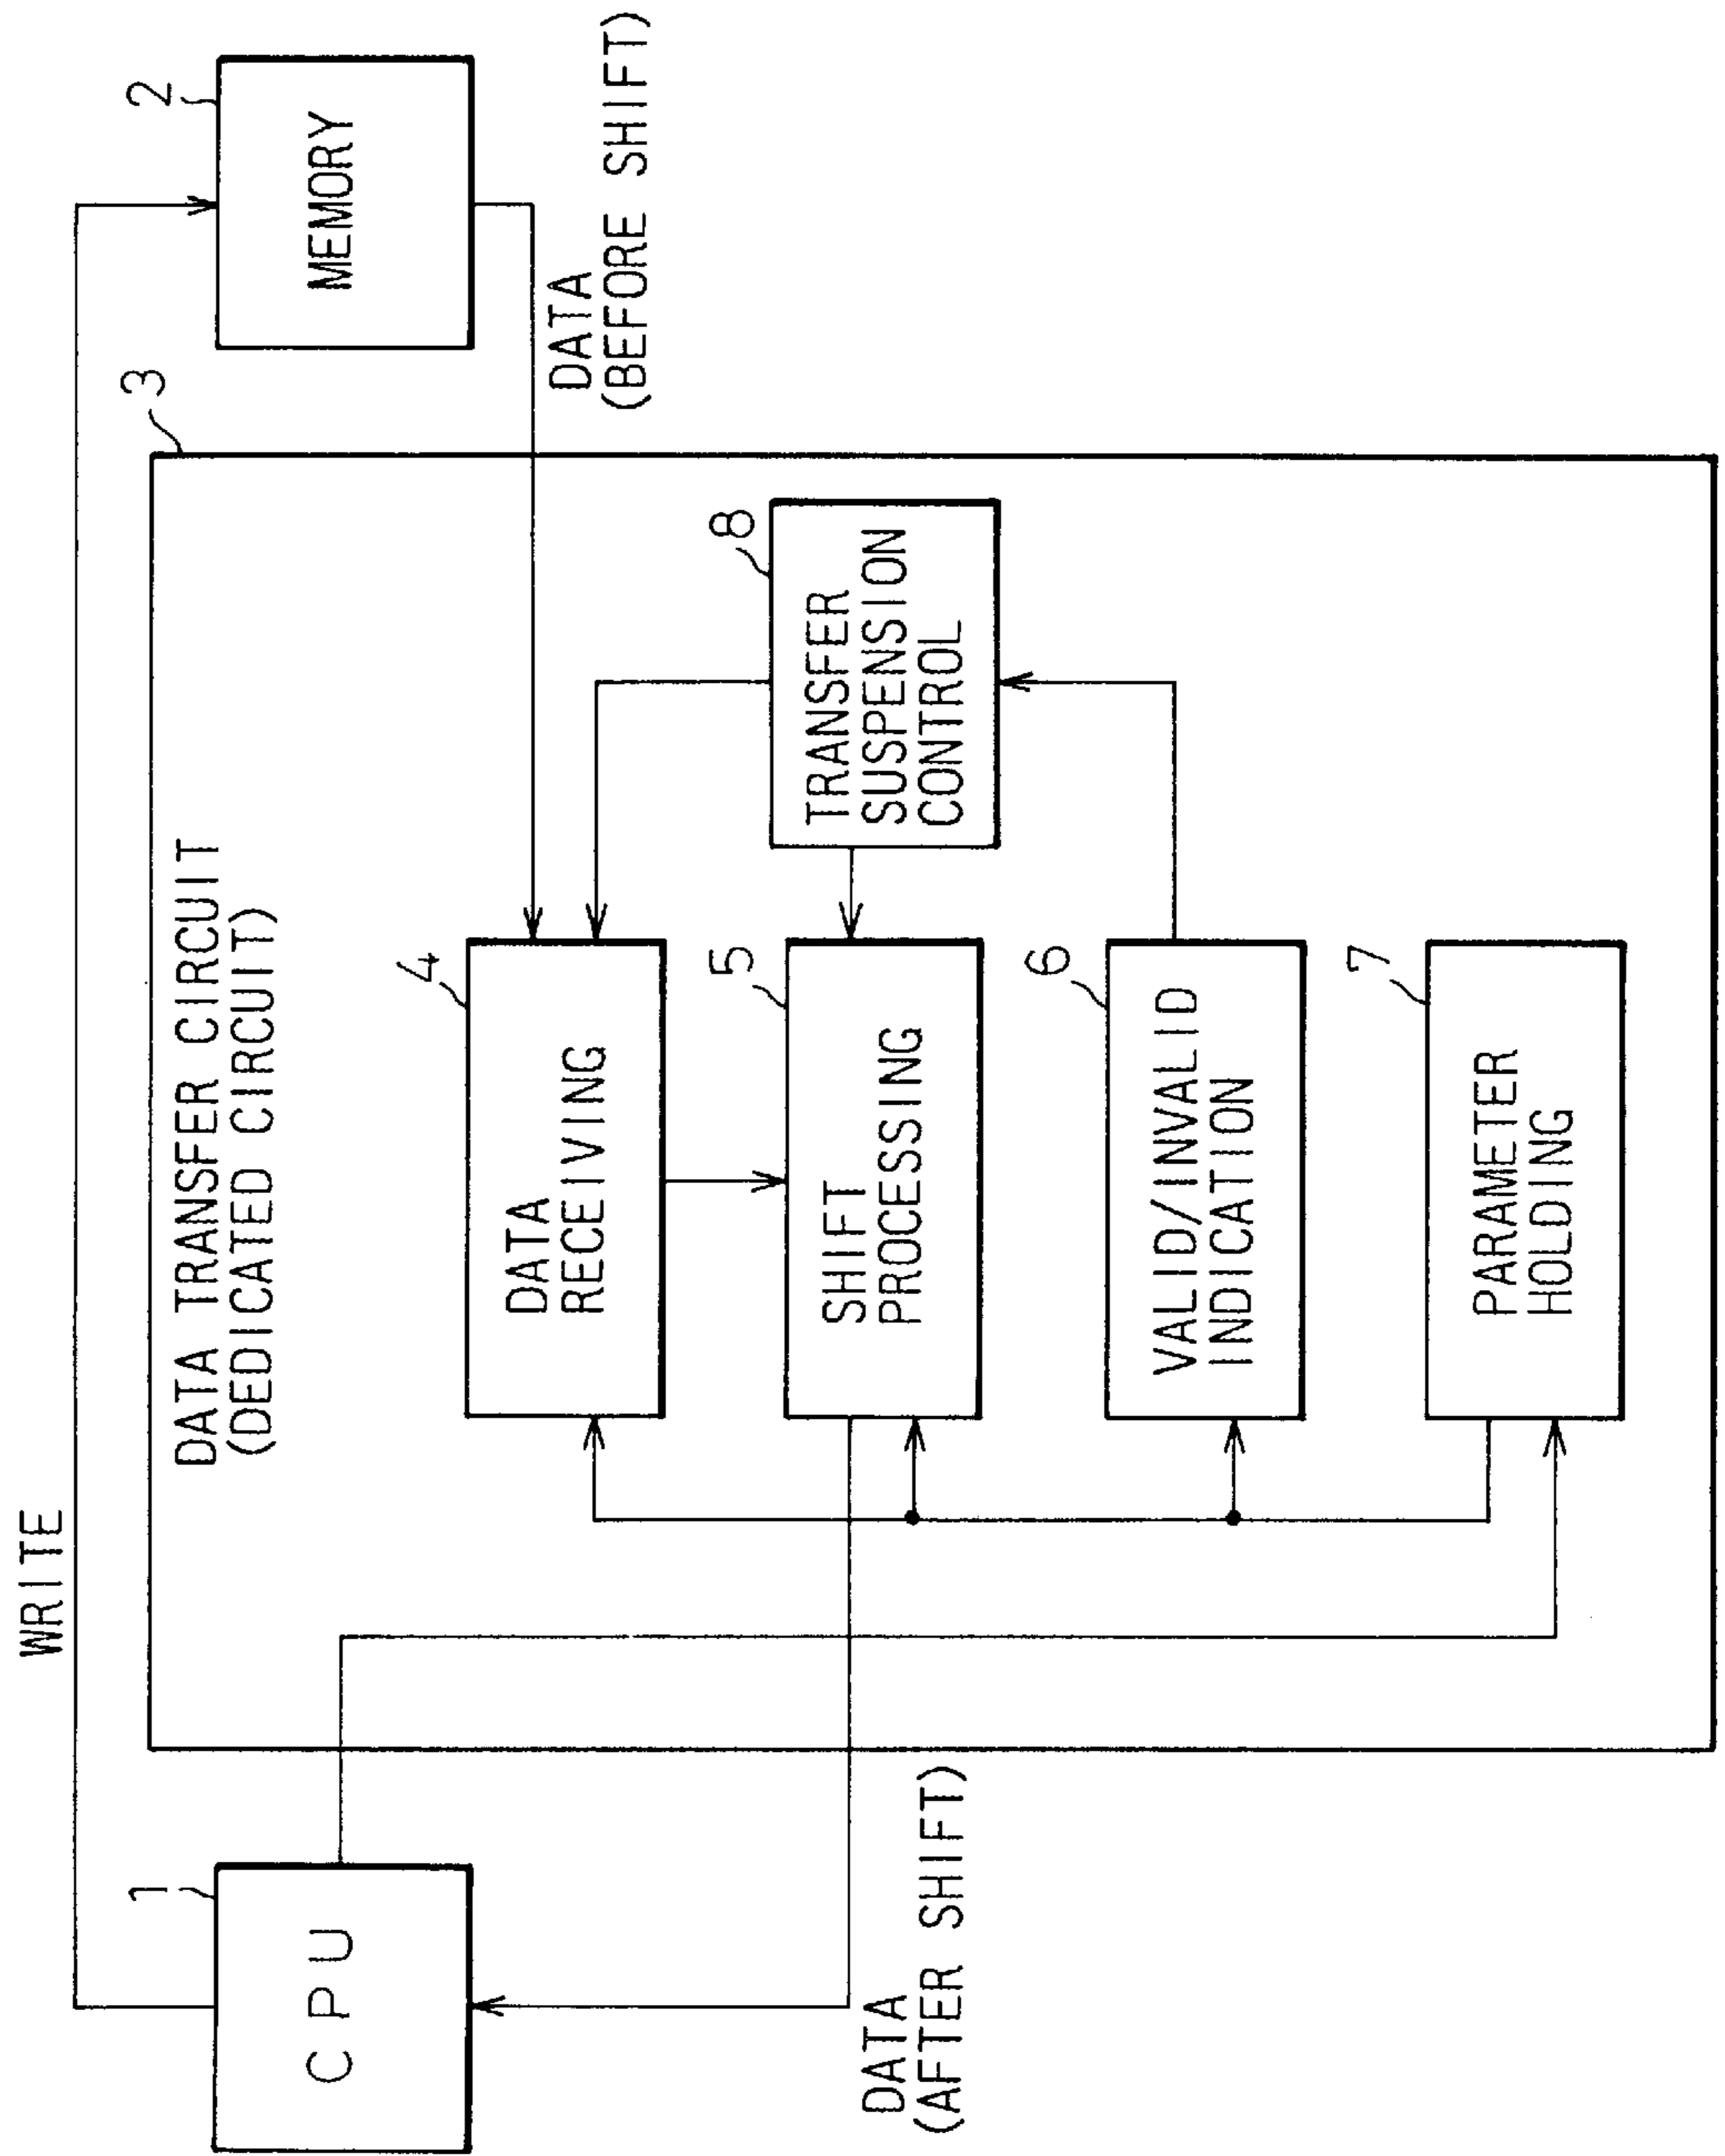 WRITE
1
CPU
2
MEMORY
3
DATA TRANSFER CIRCUIT
(DEDICATED CIRCUIT)
DATA
(BEFORE SHIFT)
4
DATA
RECEIVING
8
TRANSFER
SUSPENSION
CONTROL
5
SHIFT
PROCESSING
DATA
(AFTER SHIFT)
6
VALID/INVALID
INDICATION
7
PARAMETER
HOLDING